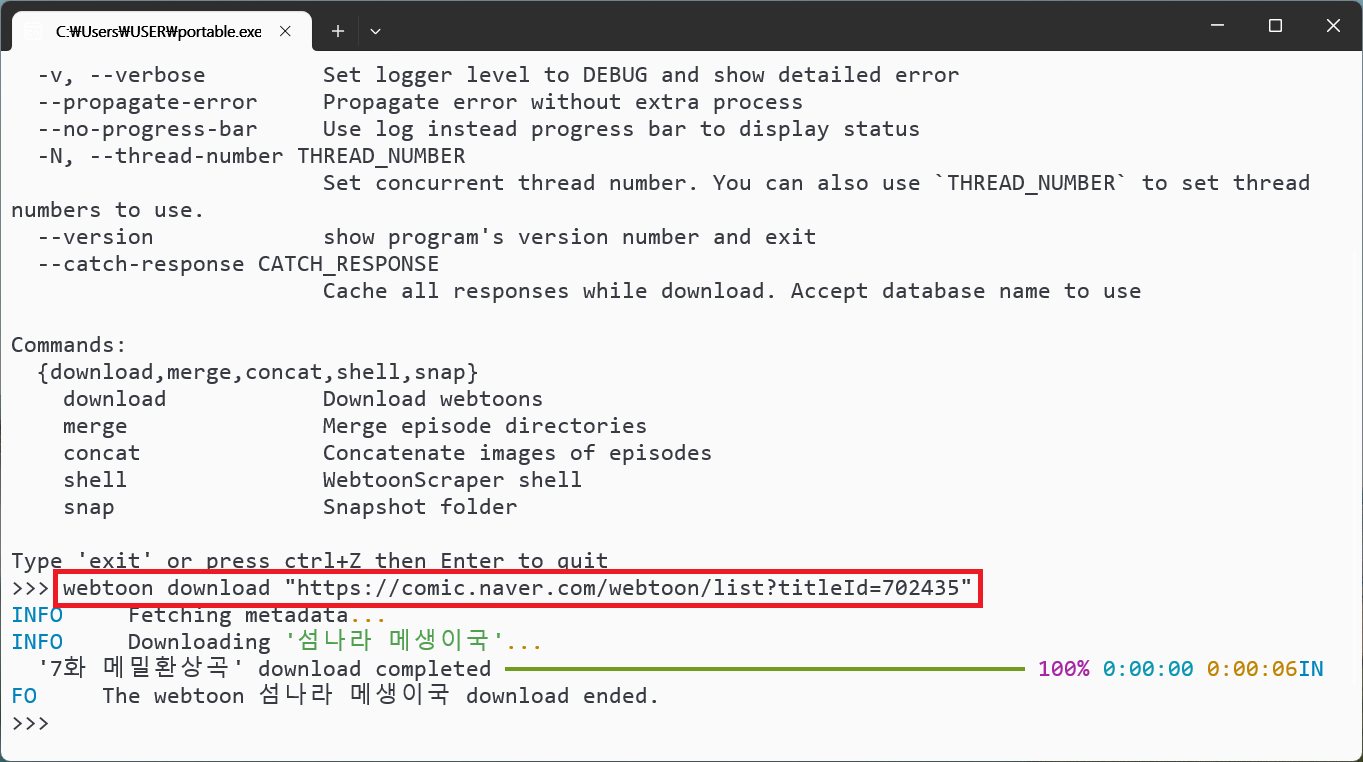 C:₩Users₩USER₩portable.exe
-v, --verbose Set logger level to DEBUG and show detailed error
--propagate-error Propagate error without extra process
--no-progress-bar Use log instead progress bar to display status
-N, --thread-number THREAD_NUMBER
Set concurrent thread number. You can also use `THREAD_NUMBER` to set thread
numbers to use.
--version show program's version number and exit
--catch-response CATCH_RESPONSE
Cache all responses while download. Accept database name to use
Commands:
{download,merge,concat,shell,snap}
download Download webtoons
merge Merge episode directories
concat Concatenate images of episodes
shell WebtoonScraper shell
snap Snapshot folder
Type 'exit' or press ctrl+Z then Enter to quit
>>> webtoon download "https://comic.naver.com/webtoon/list?titleId=702435"
INFO Fetching metadata...
INFO Downloading '섬나라 메생이국'...
'7화 메밀환상곡' download completed 100% 0:00:00 0:00:06IN
FO The webtoon 섬나라 메생이국 download ended.
>>>